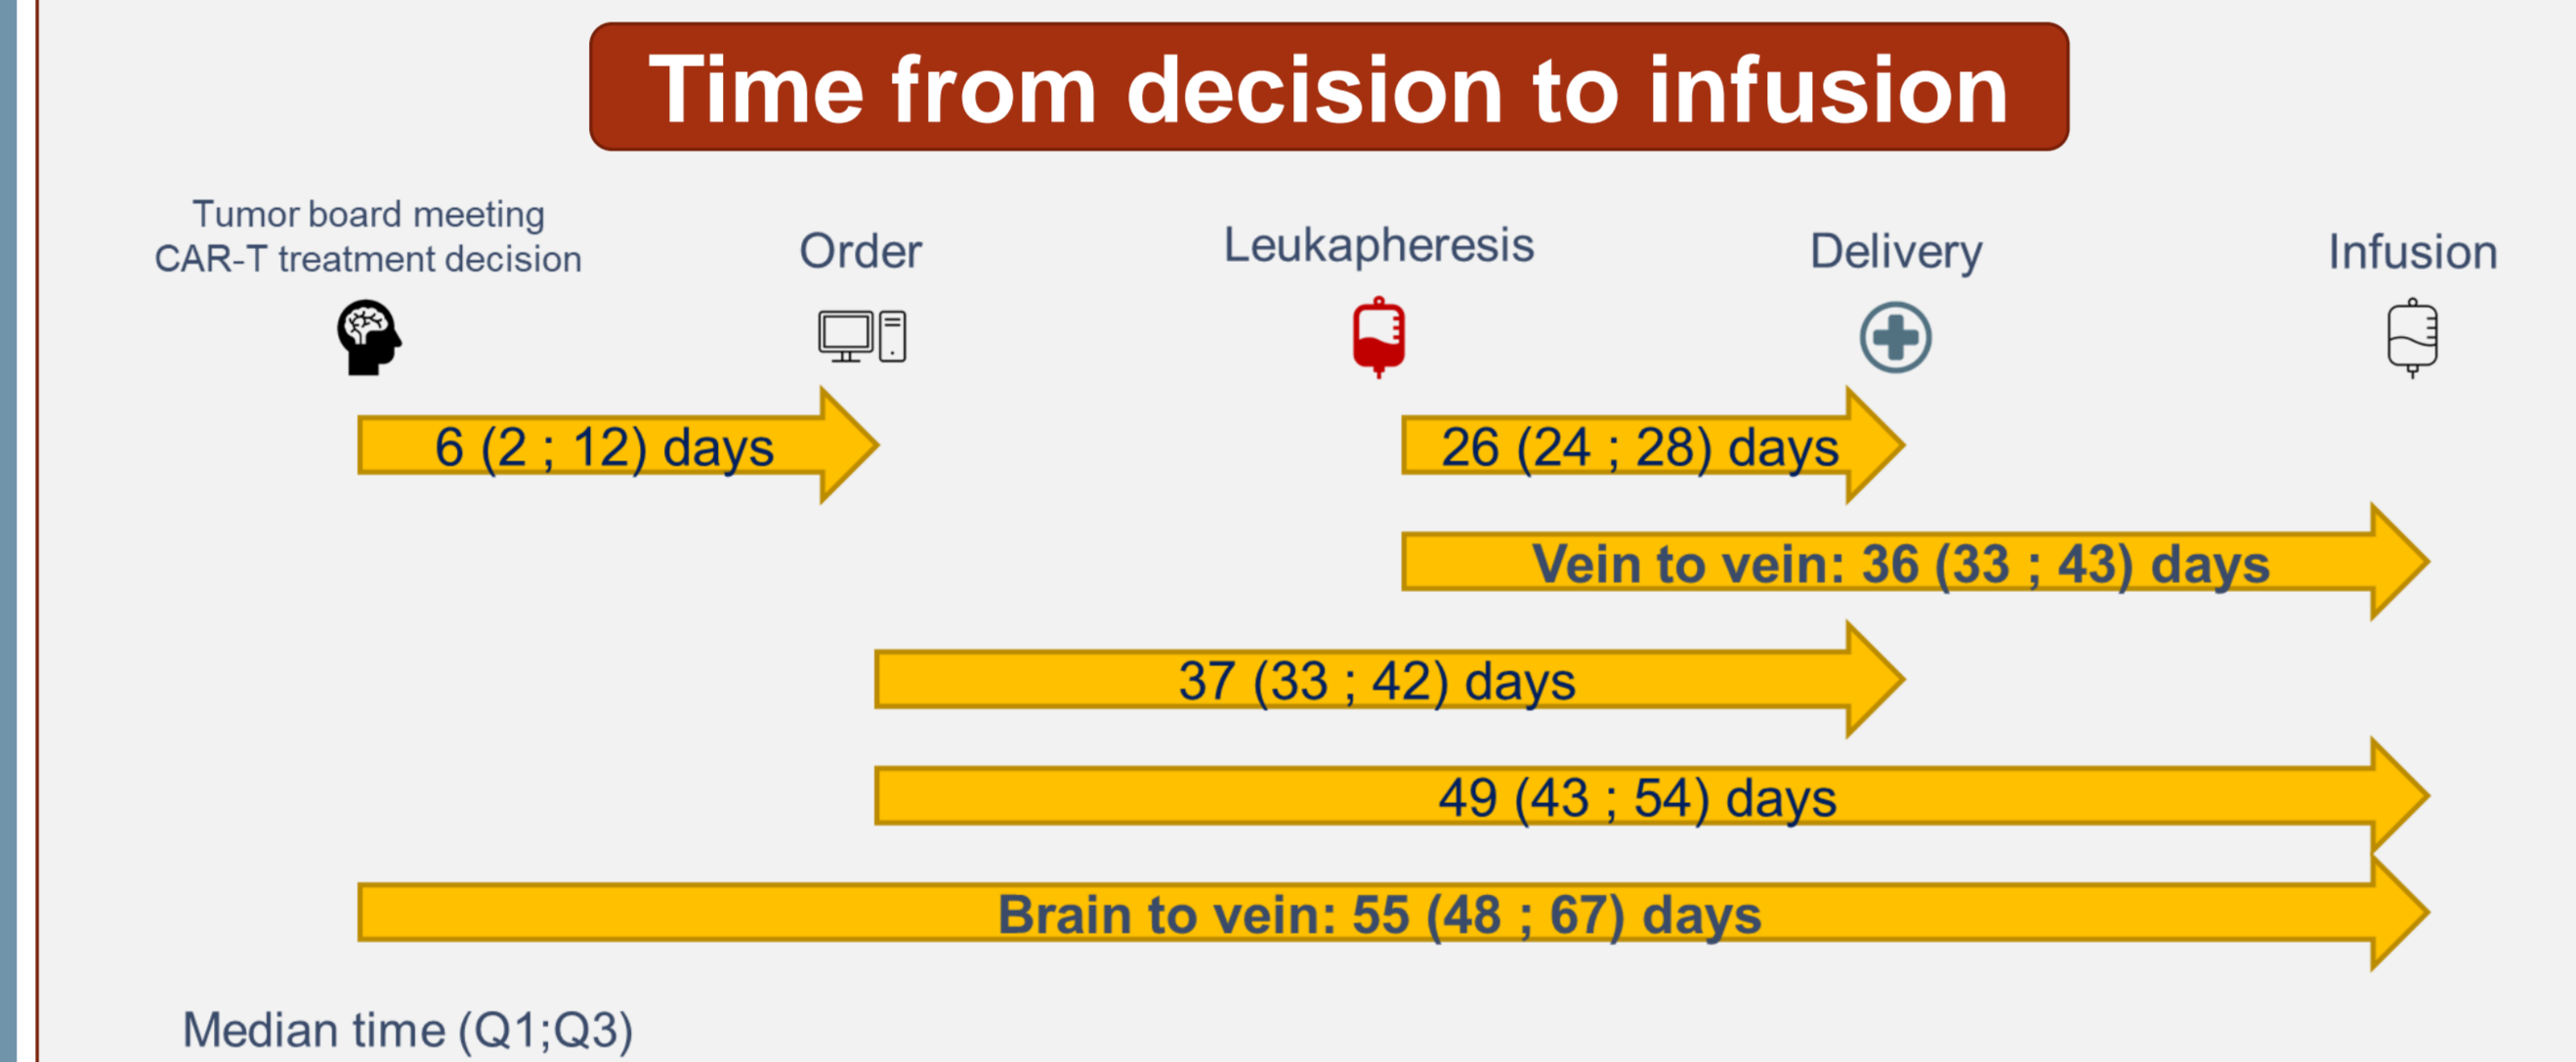 Time from decision to infusion
Tumor board meeting
CAR-T treatment decision
Order
Leukapheresis
Delivery
Infusion
6 (2 ; 12) days
26 (24 ; 28) days
Vein to vein: 36 (33 ; 43) days
37 (33 ; 42) days
49 (43 ; 54) days
Brain to vein: 55 (48 ; 67) days
Median time (Q1;Q3)